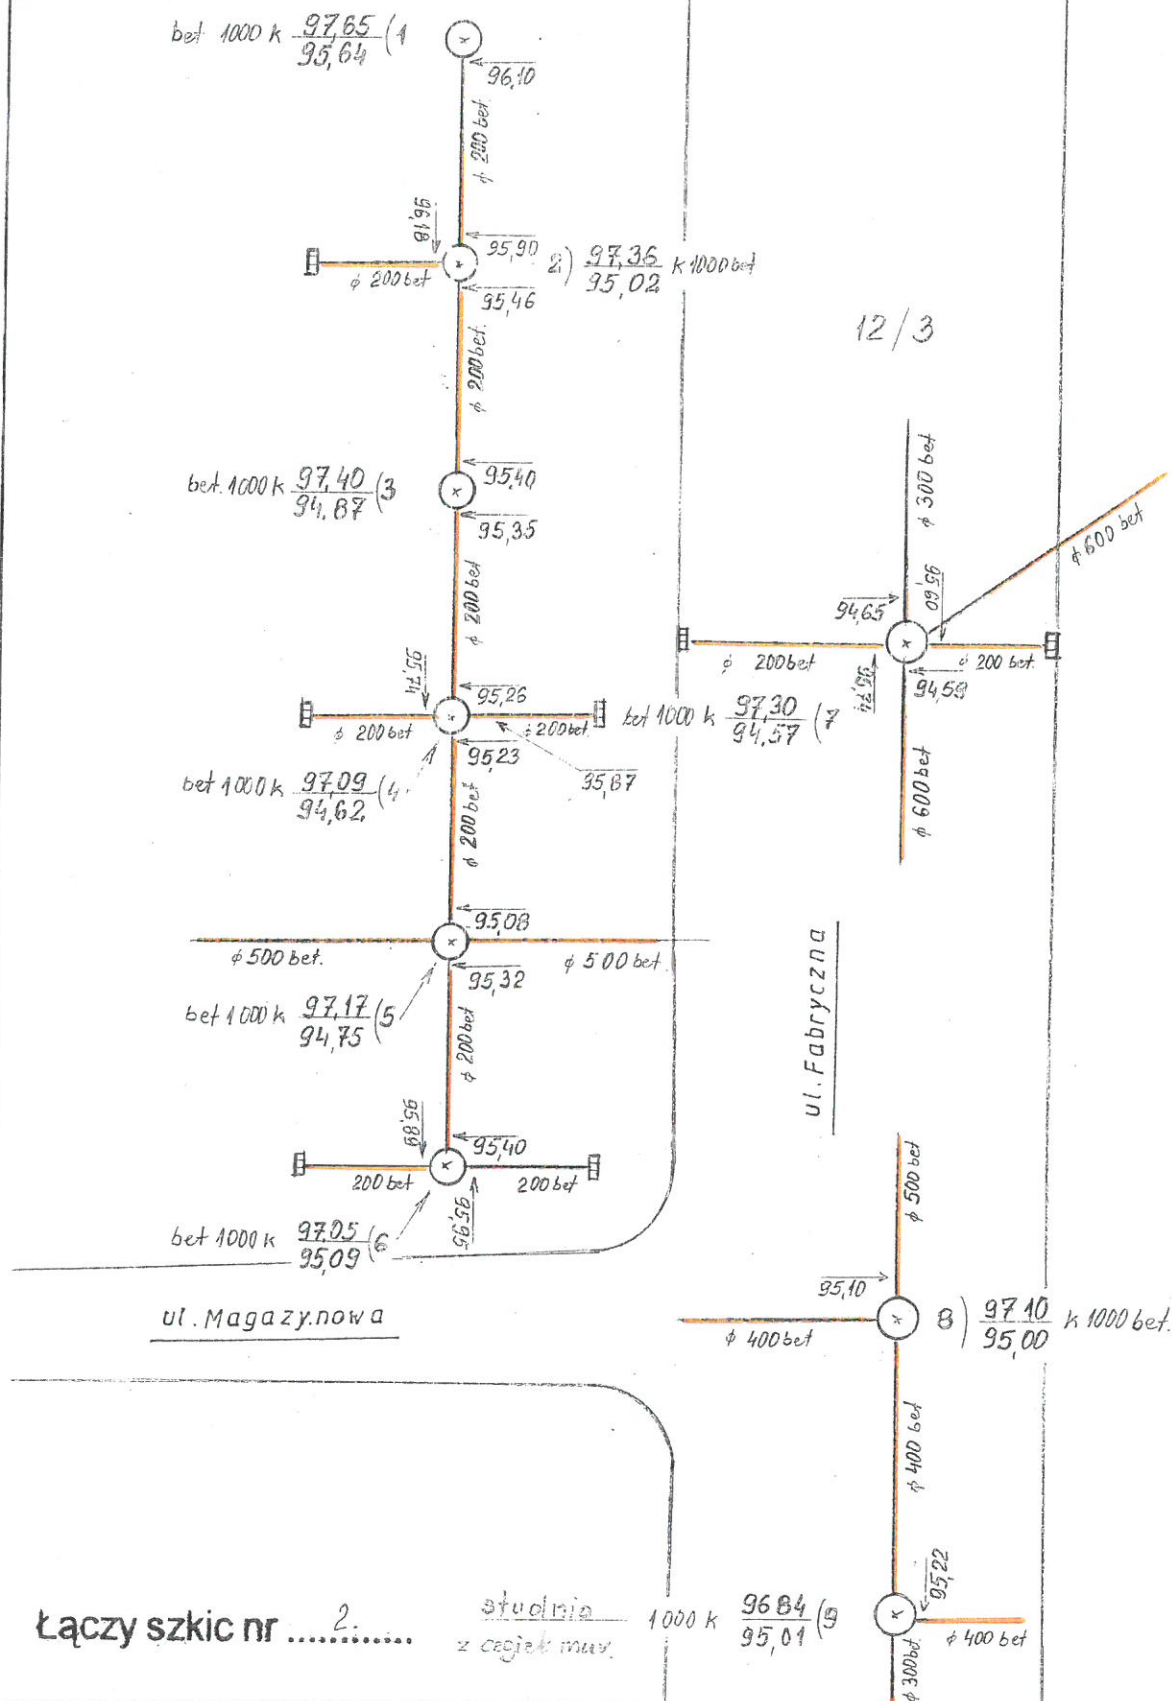 bet 1000 k 97,65 (1
95,64
96,10
ϕ 200 bet.
96,18
95,90
2) 97,36 k 1000 bet
95,02
ϕ 200 bet
95,46
12/3
ϕ 200 bet.
ϕ 300 bet
bet. 1000 k 97,40 (3
94,87
95,40
95,35
ϕ 600 bet
ϕ 200 bet
94,65
95,60
95,74
95,26
ϕ 200 bet
95,74
ϕ 200 bet.
94,59
bet 1000 k 97,30 (7
94,57
ϕ 200 bet
ϕ 200 bet.
95,23
95,87
bet 1000 k 97,09 (4
94,62
ϕ 200 bet
ϕ 600 bet
95,08
ϕ 500 bet.
ϕ 500 bet.
95,32
bet 1000 k 97,17 (5
94,75
ϕ 200 bet
ul. Fabryczna
95,89
95,40
200 bet
200 bet
95,95
ϕ 500 bet
bet 1000 k 97,05 (6
95,09
95,10
ul. Magazynowa
ϕ 400 bet
8) 97 10 k 1000 bet.
95,00
ϕ 400 bet
95,22
Łączy szkic nr ..... 2. .....
studnia 1000 k 96 84 (9
z cegieł mur. 95,01
ϕ 400 bet
ϕ 300 bet.